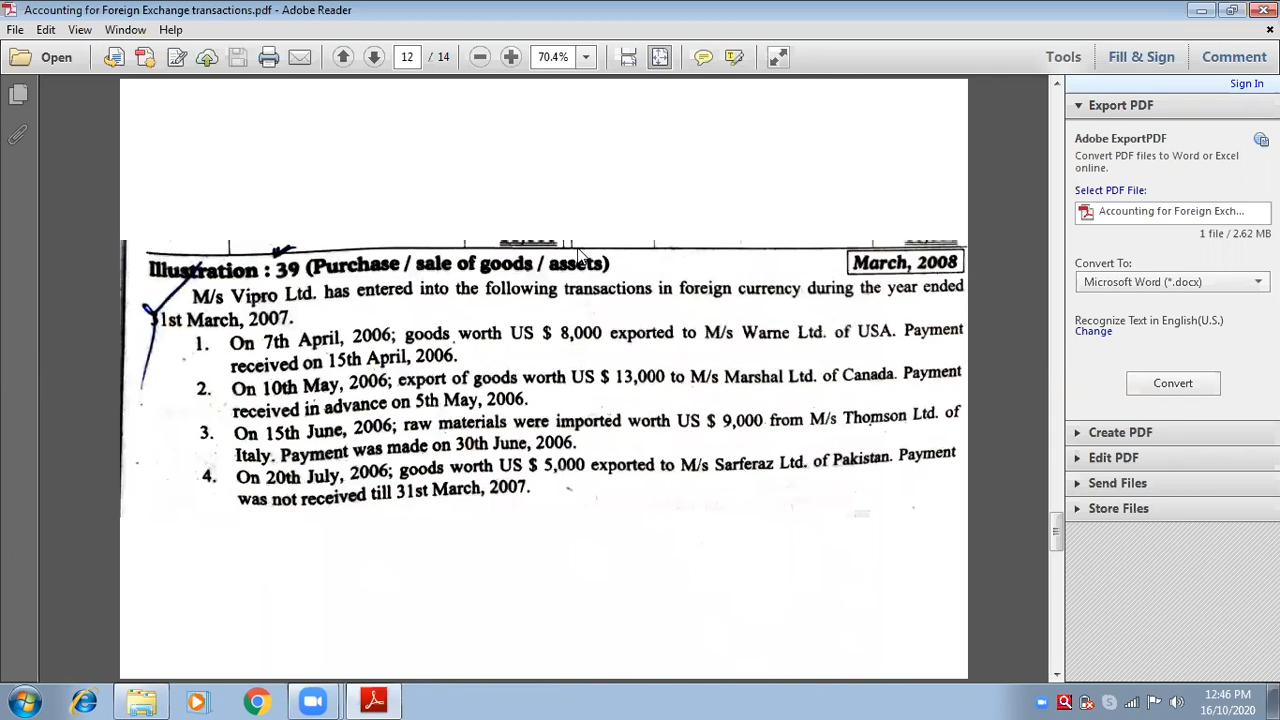 Accounting for Foreign Exchange transactions.pdf - Adobe Reader
File Edit View Window Help
Open 12 / 14 70.4% Tools Fill & Sign Comment
Sign In
Export PDF
Adobe ExportPDF
Convert PDF files to Word or Excel
online.
Select PDF File:
Accounting for Foreign Exch...
1 file / 2.62 MB
Convert To:
Microsoft Word (*.docx)
Recognize Text in English(U.S.)
Change
Convert
Create PDF
Edit PDF
Send Files
Store Files
Illustration : 39 (Purchase / sale of goods / assets) March, 2008
M/s Vipro Ltd. has entered into the following transactions in foreign currency during the year ended
31st March, 2007.
1. On 7th April, 2006; goods worth US $ 8,000 exported to M/s Warne Ltd. of USA. Payment
received on 15th April, 2006.
2. On 10th May, 2006; export of goods worth US $ 13,000 to M/s Marshal Ltd. of Canada. Payment
received in advance on 5th May, 2006.
3. On 15th June, 2006; raw materials were imported worth US $ 9,000 from M/s Thomson Ltd. of
Italy. Payment was made on 30th June, 2006.
4. On 20th July, 2006; goods worth US $ 5,000 exported to M/s Sarferaz Ltd. of Pakistan. Payment
was not received till 31st March, 2007.
12:46 PM
16/10/2020